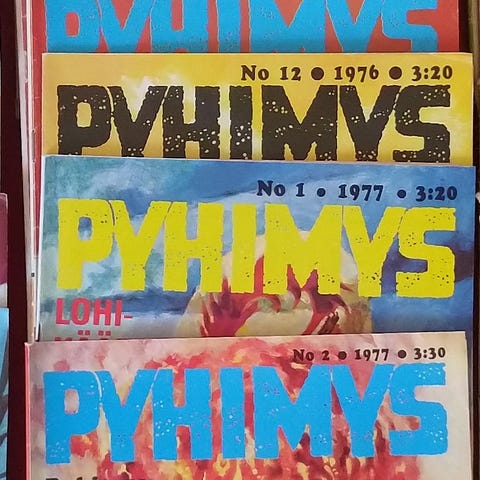 PYHIMYS
No 12 • 1976 • 3:20
PYHIMYS
No 1 • 1977 • 3:20
PYHIMYS
LOHI-
No 2 • 1977 • 3:30
PYHIMYS